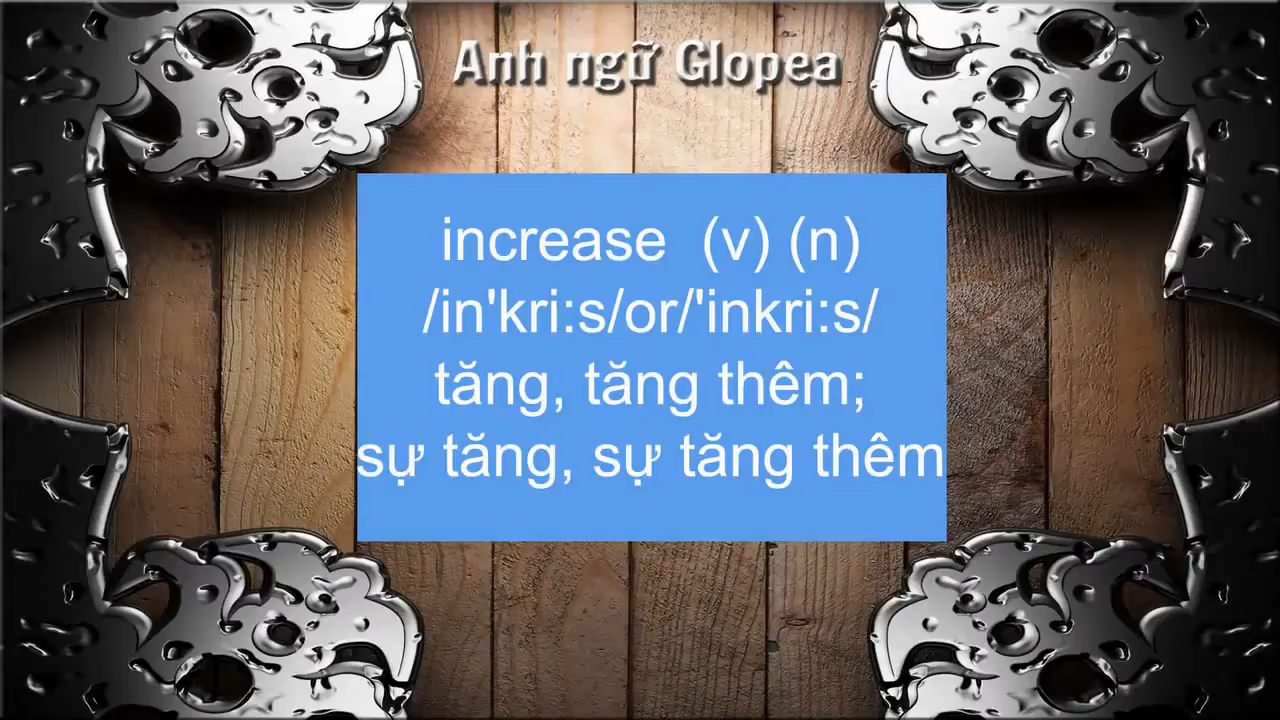 Anh ngữ Glopea
increase (v) (n)
/in'kri:s/or/'inkri:s/
tăng, tăng thêm;
sự tăng, sự tăng thêm